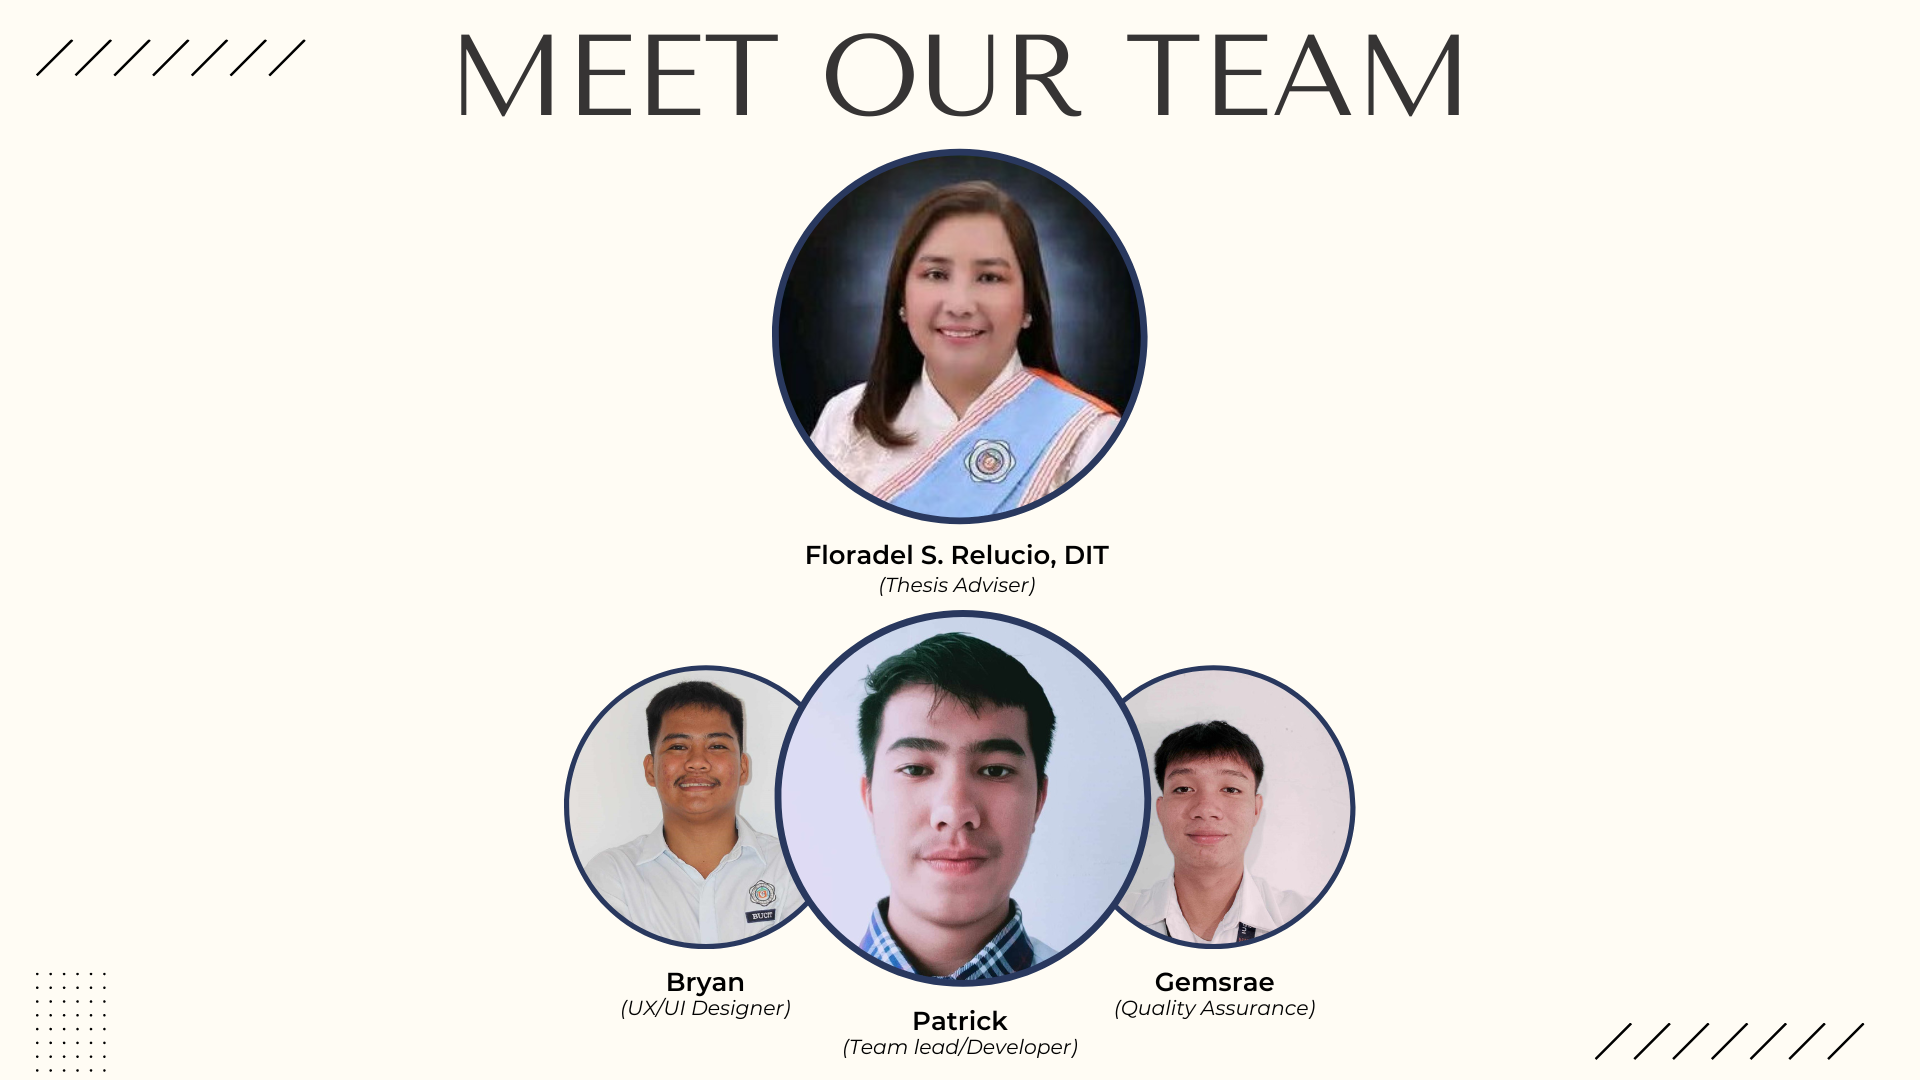 MEET OUR TEAM
Floradel S. Relucio, DIT
(Thesis Adviser)
BUCIT
Bryan
(UX/UI Designer)
Patrick
(Team lead/Developer)
Gemsrae
(Quality Assurance)